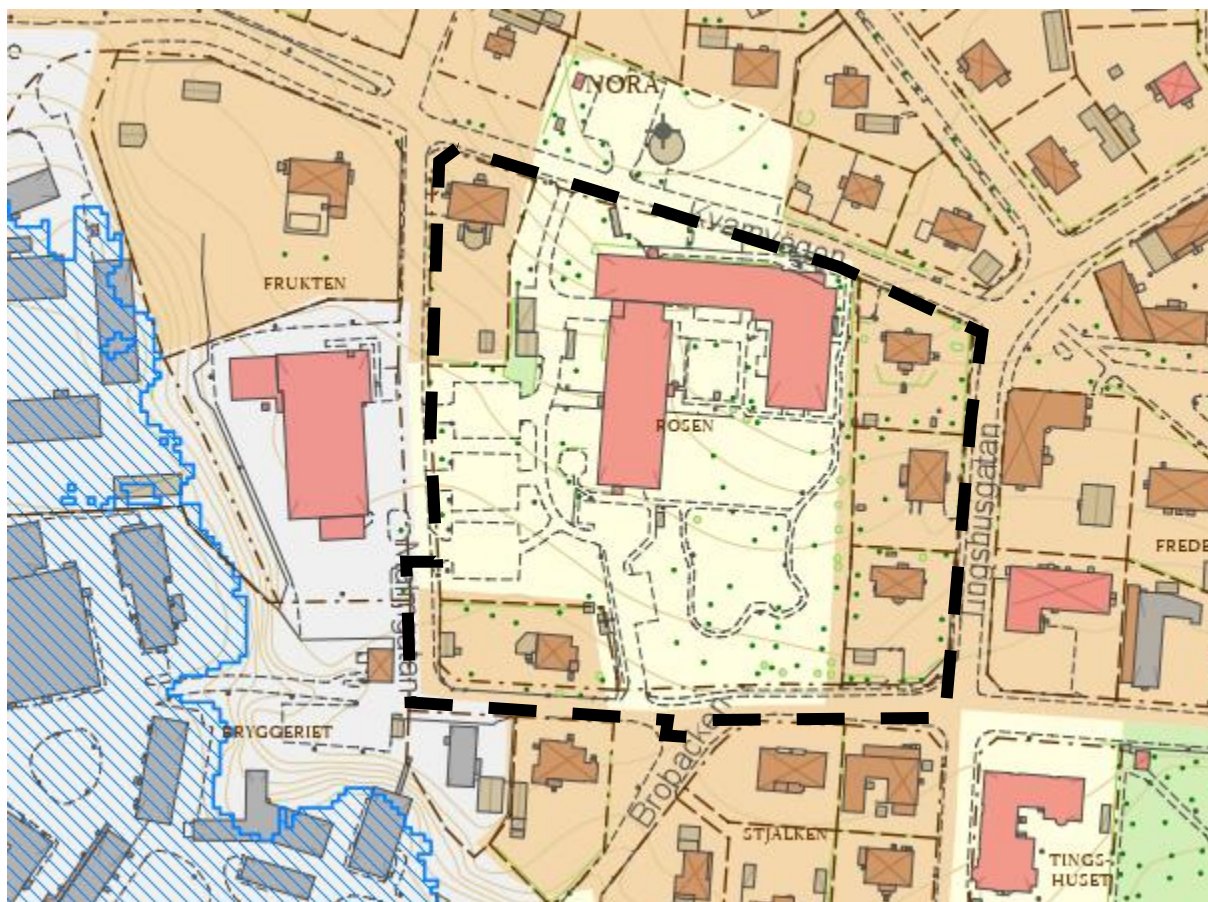 NORA
Kvarnvägen
FRUKTEN
ROSEN
Tingshusgatan
FREDE
BRYGGERIET
Brobacken
STJÄLKEN
TINGS-
HUSET